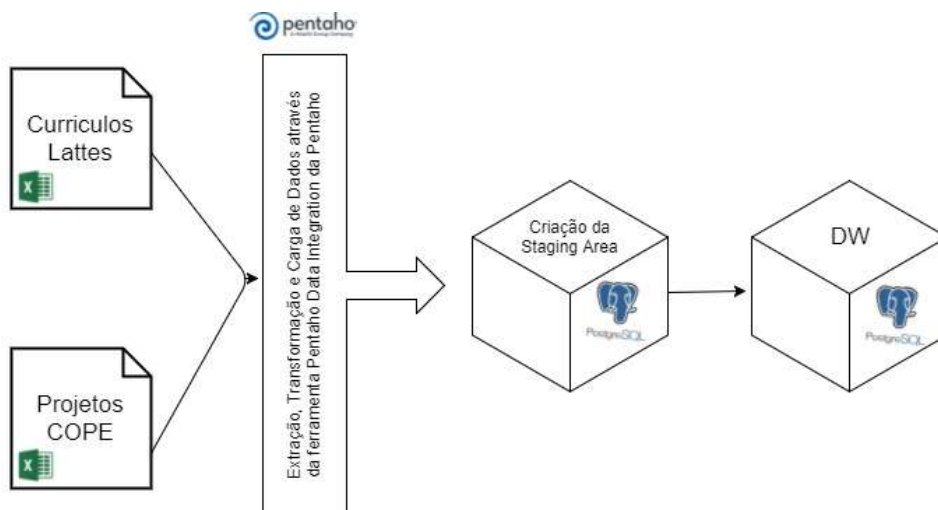 pentaho
Curriculos
Lattes
Projetos
COPE
Extração, Transformação e Carga de Dados através
da ferramenta Pentaho Data Integration da Pentaho
Criação da
Staging Area
PostgreSQL
DW
PostgreSQL